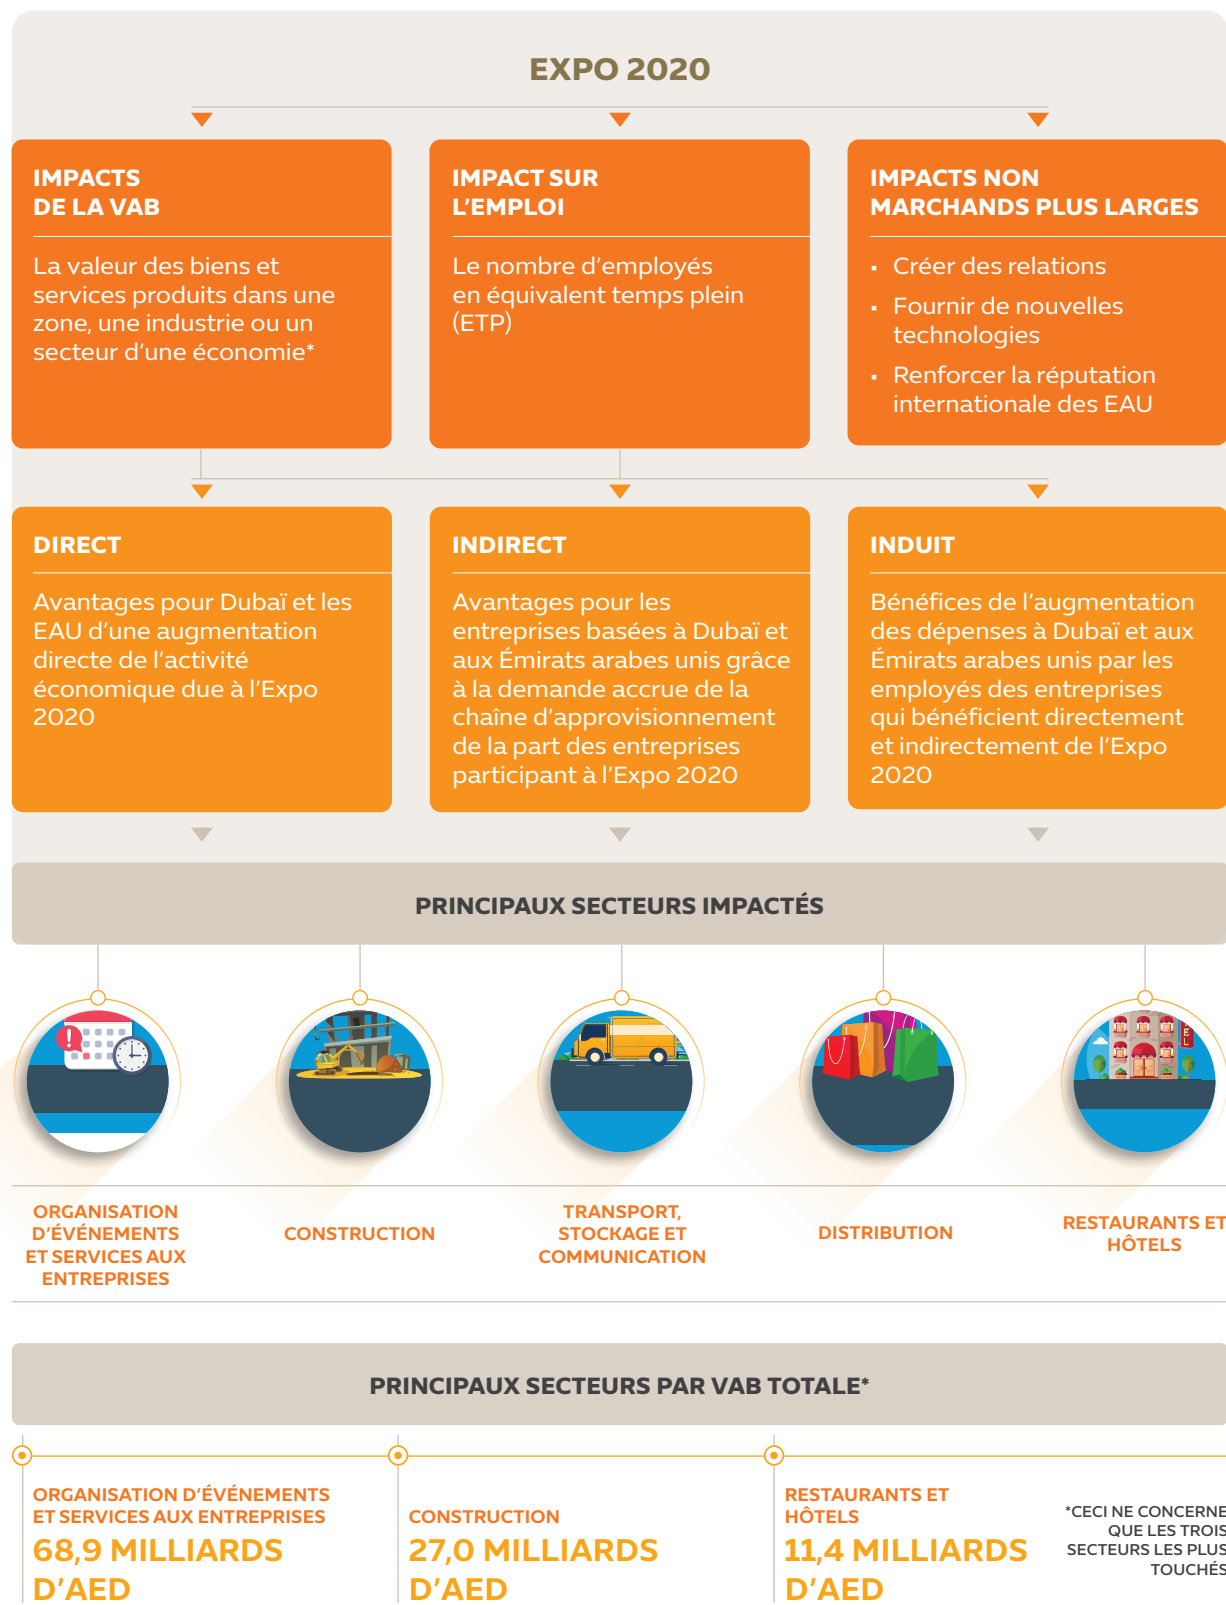 EXPO 2020
IMPACTS
DE LA VAB
La valeur des biens et
services produits dans une
zone, une industrie ou un
secteur d'une économie*
IMPACT SUR
L'EMPLOI
Le nombre d'employés
en équivalent temps plein
(ETP)
IMPACTS NON
MARCHANDS PLUS LARGES
▪ Créer des relations
▪ Fournir de nouvelles
technologies
▪ Renforcer la réputation
internationale des EAU
DIRECT
Avantages pour Dubaï et les
EAU d'une augmentation
directe de l'activité
économique due à l'Expo
2020
INDIRECT
Avantages pour les
entreprises basées à Dubaï et
aux Émirats arabes unis grâce
à la demande accrue de la
chaîne d'approvisionnement
de la part des entreprises
participant à l'Expo 2020
INDUIT
Bénéfices de l'augmentation
des dépenses à Dubaï et aux
Émirats arabes unis par les
employés des entreprises
qui bénéficient directement
et indirectement de l'Expo
2020
PRINCIPAUX SECTEURS IMPACTÉS
ORGANISATION
D'ÉVÉNEMENTS
ET SERVICES AUX
ENTREPRISES
CONSTRUCTION
TRANSPORT,
STOCKAGE ET
COMMUNICATION
DISTRIBUTION
RESTAURANTS ET
HÔTELS
PRINCIPAUX SECTEURS PAR VAB TOTALE*
ORGANISATION D'ÉVÉNEMENTS
ET SERVICES AUX ENTREPRISES
68,9 MILLIARDS
D'AED
CONSTRUCTION
27,0 MILLIARDS
D'AED
RESTAURANTS ET
HÔTELS
11,4 MILLIARDS
D'AED
*CECI NE CONCERNE
QUE LES TROIS
SECTEURS LES PLUS
TOUCHÉS